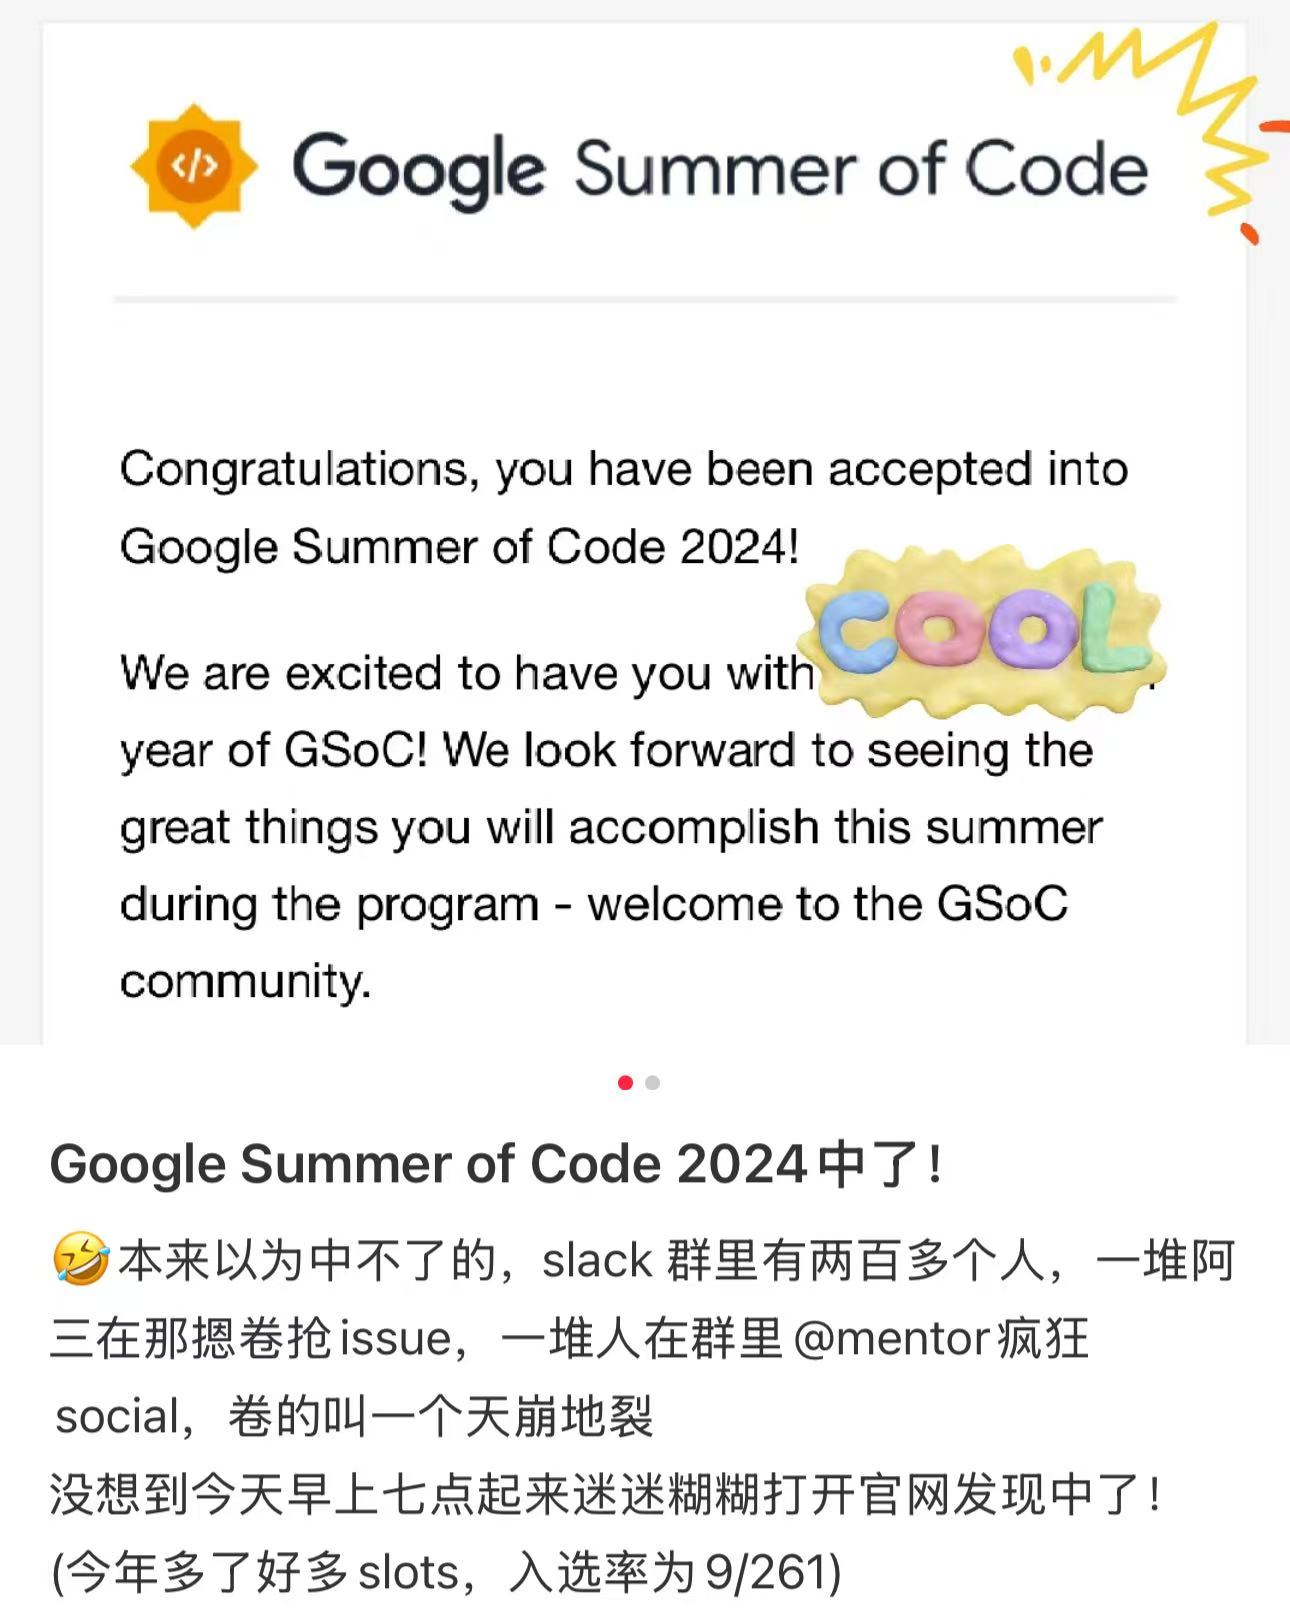 </>
Google Summer of Code
Congratulations, you have been accepted into
Google Summer of Code 2024!
COOL
We are excited to have you with
year of GSoC! We look forward to seeing the
great things you will accomplish this summer
during the program - welcome to the GSoC
community.
Google Summer of Code 2024中了！
🤣本来以为中不了的，slack 群里有两百多个人，一堆阿
三在那摁卷抢issue，一堆人在群里@mentor疯狂
social，卷的叫一个天崩地裂
没想到今天早上七点起来迷迷糊糊打开官网发现中了！
(今年多了好多slots，入选率为9/261)